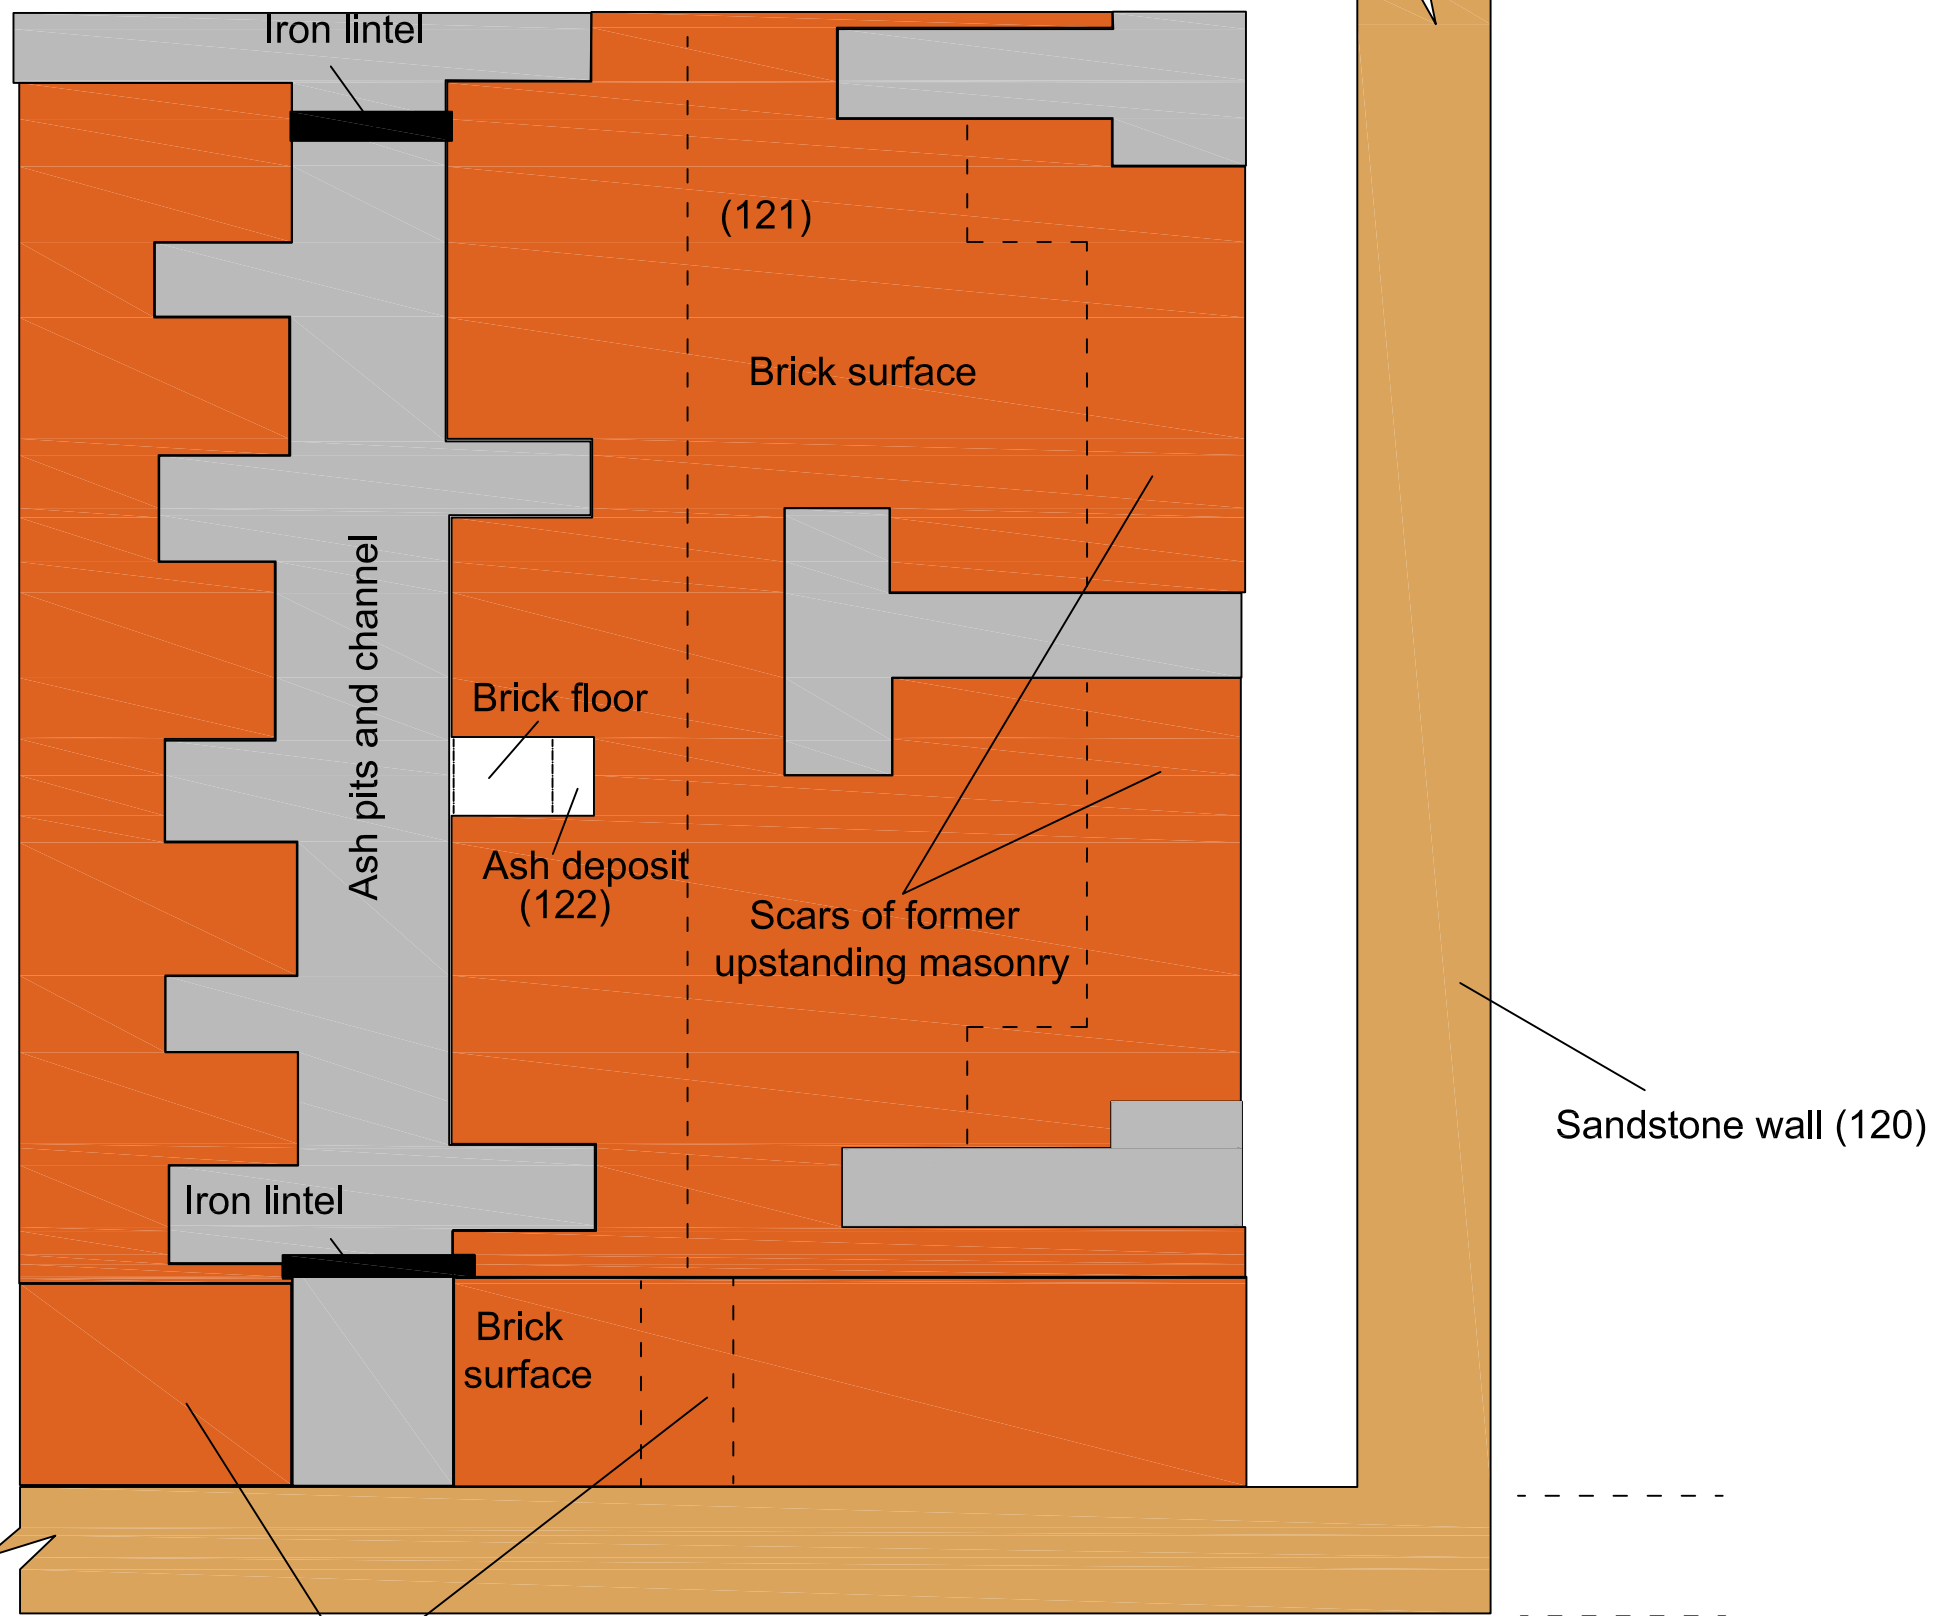 Iron lintel
(121)
Brick surface
Ash pits and channel
Brick floor
Ash deposit
(122)
Scars of former
upstanding masonry
Sandstone wall (120)
Iron lintel
Brick
surface